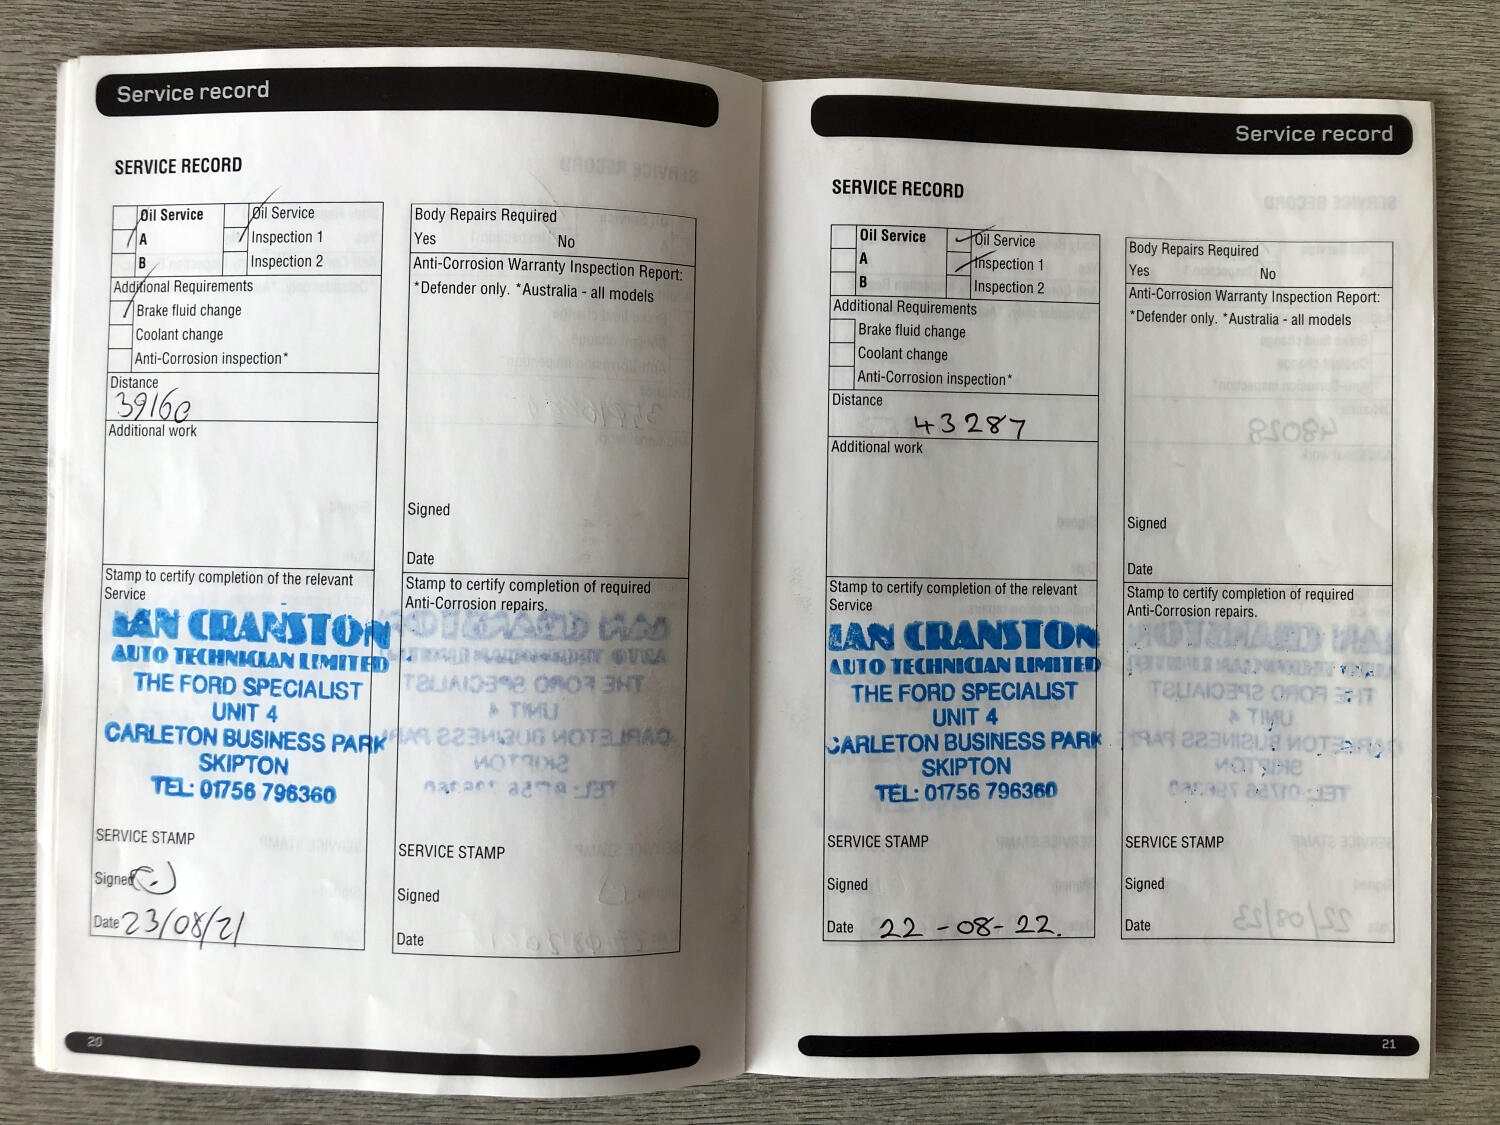 Service record
SERVICE RECORD
Oil Service
A
B
Oil Service
Inspection 1
Inspection 2
Additional Requirements
Brake fluid change
Coolant change
Anti-Corrosion inspection*
Distance
39160
Additional work
Stamp to certify completion of the relevant
Service
IAN CRANSTON
AUTO TECHNICIAN LIMITED
THE FORD SPECIALIST
UNIT 4
CARLETON BUSINESS PARK
SKIPTON
TEL: 01756 796360
SERVICE STAMP
Signed
Date 23/08/21
Body Repairs Required
Yes No
Anti-Corrosion Warranty Inspection Report:
*Defender only. *Australia - all models
Signed
Date
Stamp to certify completion of required
Anti-Corrosion repairs.
SERVICE STAMP
Signed
Date
20
Service record
SERVICE RECORD
Oil Service
A
B
Oil Service
Inspection 1
Inspection 2
Additional Requirements
Brake fluid change
Coolant change
Anti-Corrosion inspection*
Distance
43287
Additional work
Stamp to certify completion of the relevant
Service
IAN CRANSTON
AUTO TECHNICIAN LIMITED
THE FORD SPECIALIST
UNIT 4
CARLETON BUSINESS PARK
SKIPTON
TEL: 01756 796360
SERVICE STAMP
Signed
Date 22-08-22.
Body Repairs Required
Yes No
Anti-Corrosion Warranty Inspection Report:
*Defender only. *Australia - all models
Signed
Date
Stamp to certify completion of required
Anti-Corrosion repairs.
SERVICE STAMP
Signed
Date
21